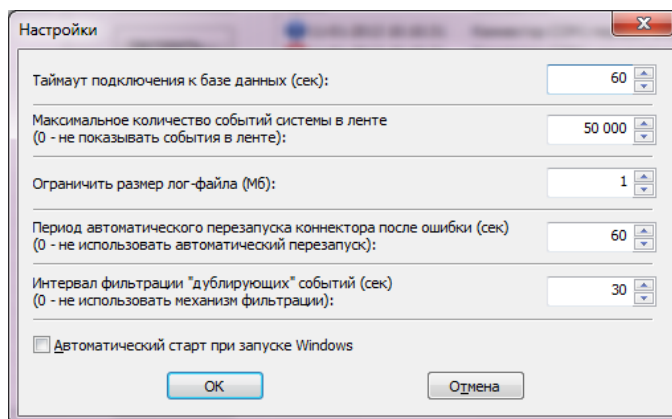 Настройки
Таймаут подключения к базе данных (сек):
60
Максимальное количество событий системы в ленте
(0 - не показывать события в ленте):
50 000
Ограничить размер лог-файла (Мб):
1
Период автоматического перезапуска коннектора после ошибки (сек)
(0 - не использовать автоматический перезапуск):
60
Интервал фильтрации "дублирующих" событий (сек)
(0 - не использовать механизм фильтрации):
30
Автоматический старт при запуске Windows
OK
Отмена